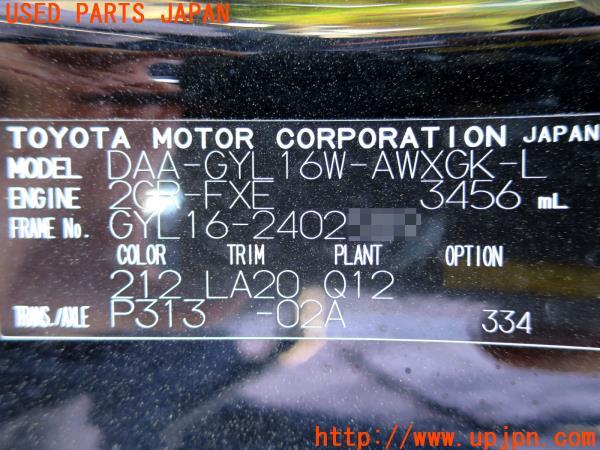 USED PARTS JAPAN
TOYOTA MOTOR CORPORATION JAPAN
MODEL DAA-GYL16W-AWXGK-L
ENGINE 2GR-FXE 3456 mL
FRAME No. GYL16-2402
COLOR TRIM PLANT OPTION
212 LA20 Q12
TRANS./AXLE P313 -02A 334
http://www.upjpn.com/